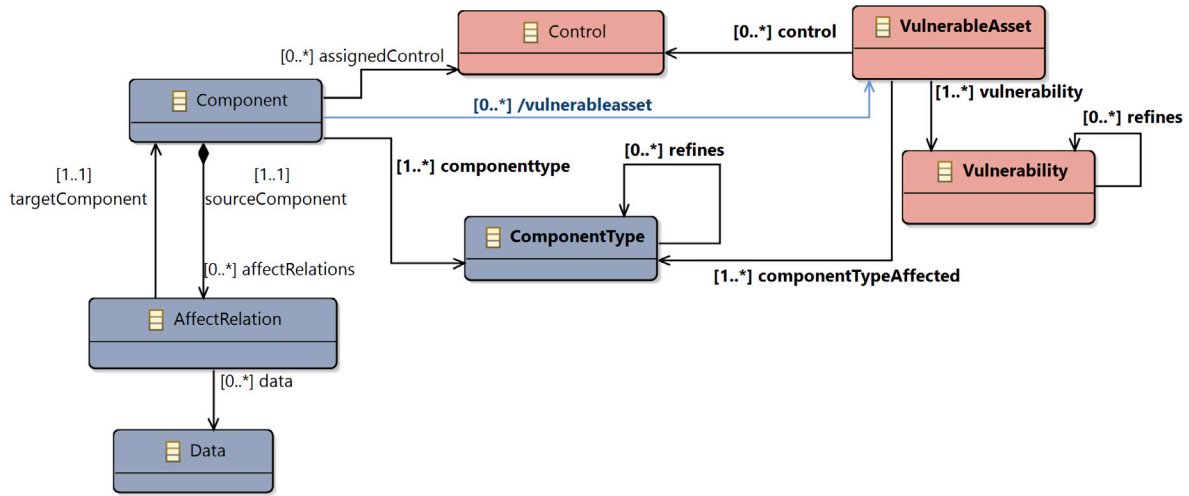 Control
VulnerableAsset
[0..*] control
[0..*] assignedControl
Component
[0..*] /vulnerableasset
[1..*] vulnerability
[0..*] refines
[1..*] componenttype
[0..*] refines
Vulnerability
[1..1]
targetComponent
[1..1]
sourceComponent
ComponentType
[0..*] affectRelations
[1..*] componentTypeAffected
AffectRelation
[0..*] data
Data